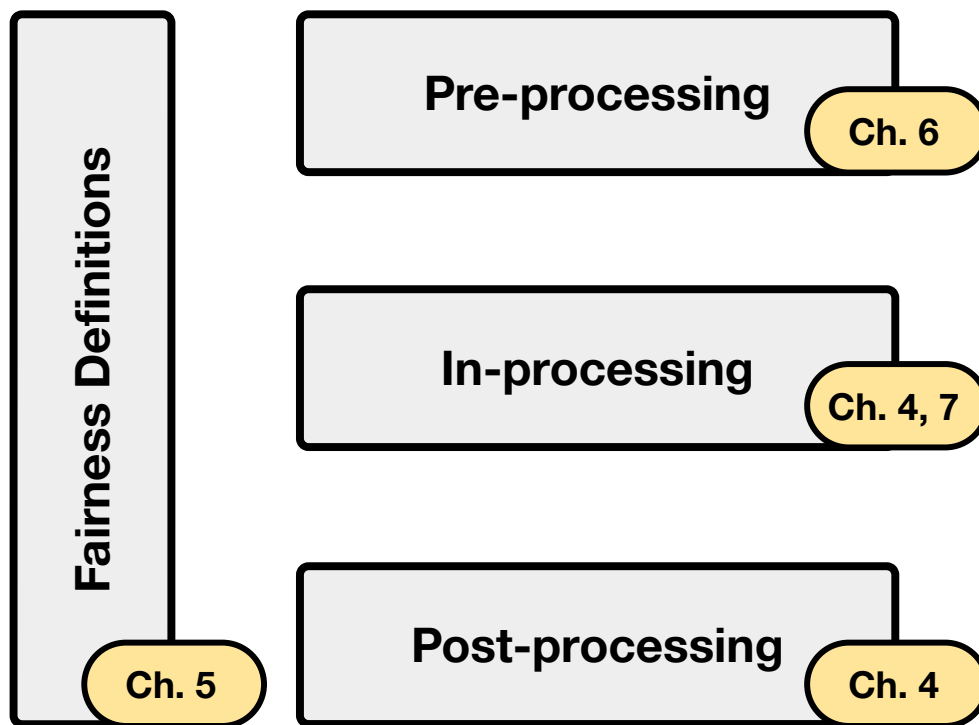 Fairness Definitions
Ch. 5
Pre-processing
Ch. 6
In-processing
Ch. 4, 7
Post-processing
Ch. 4